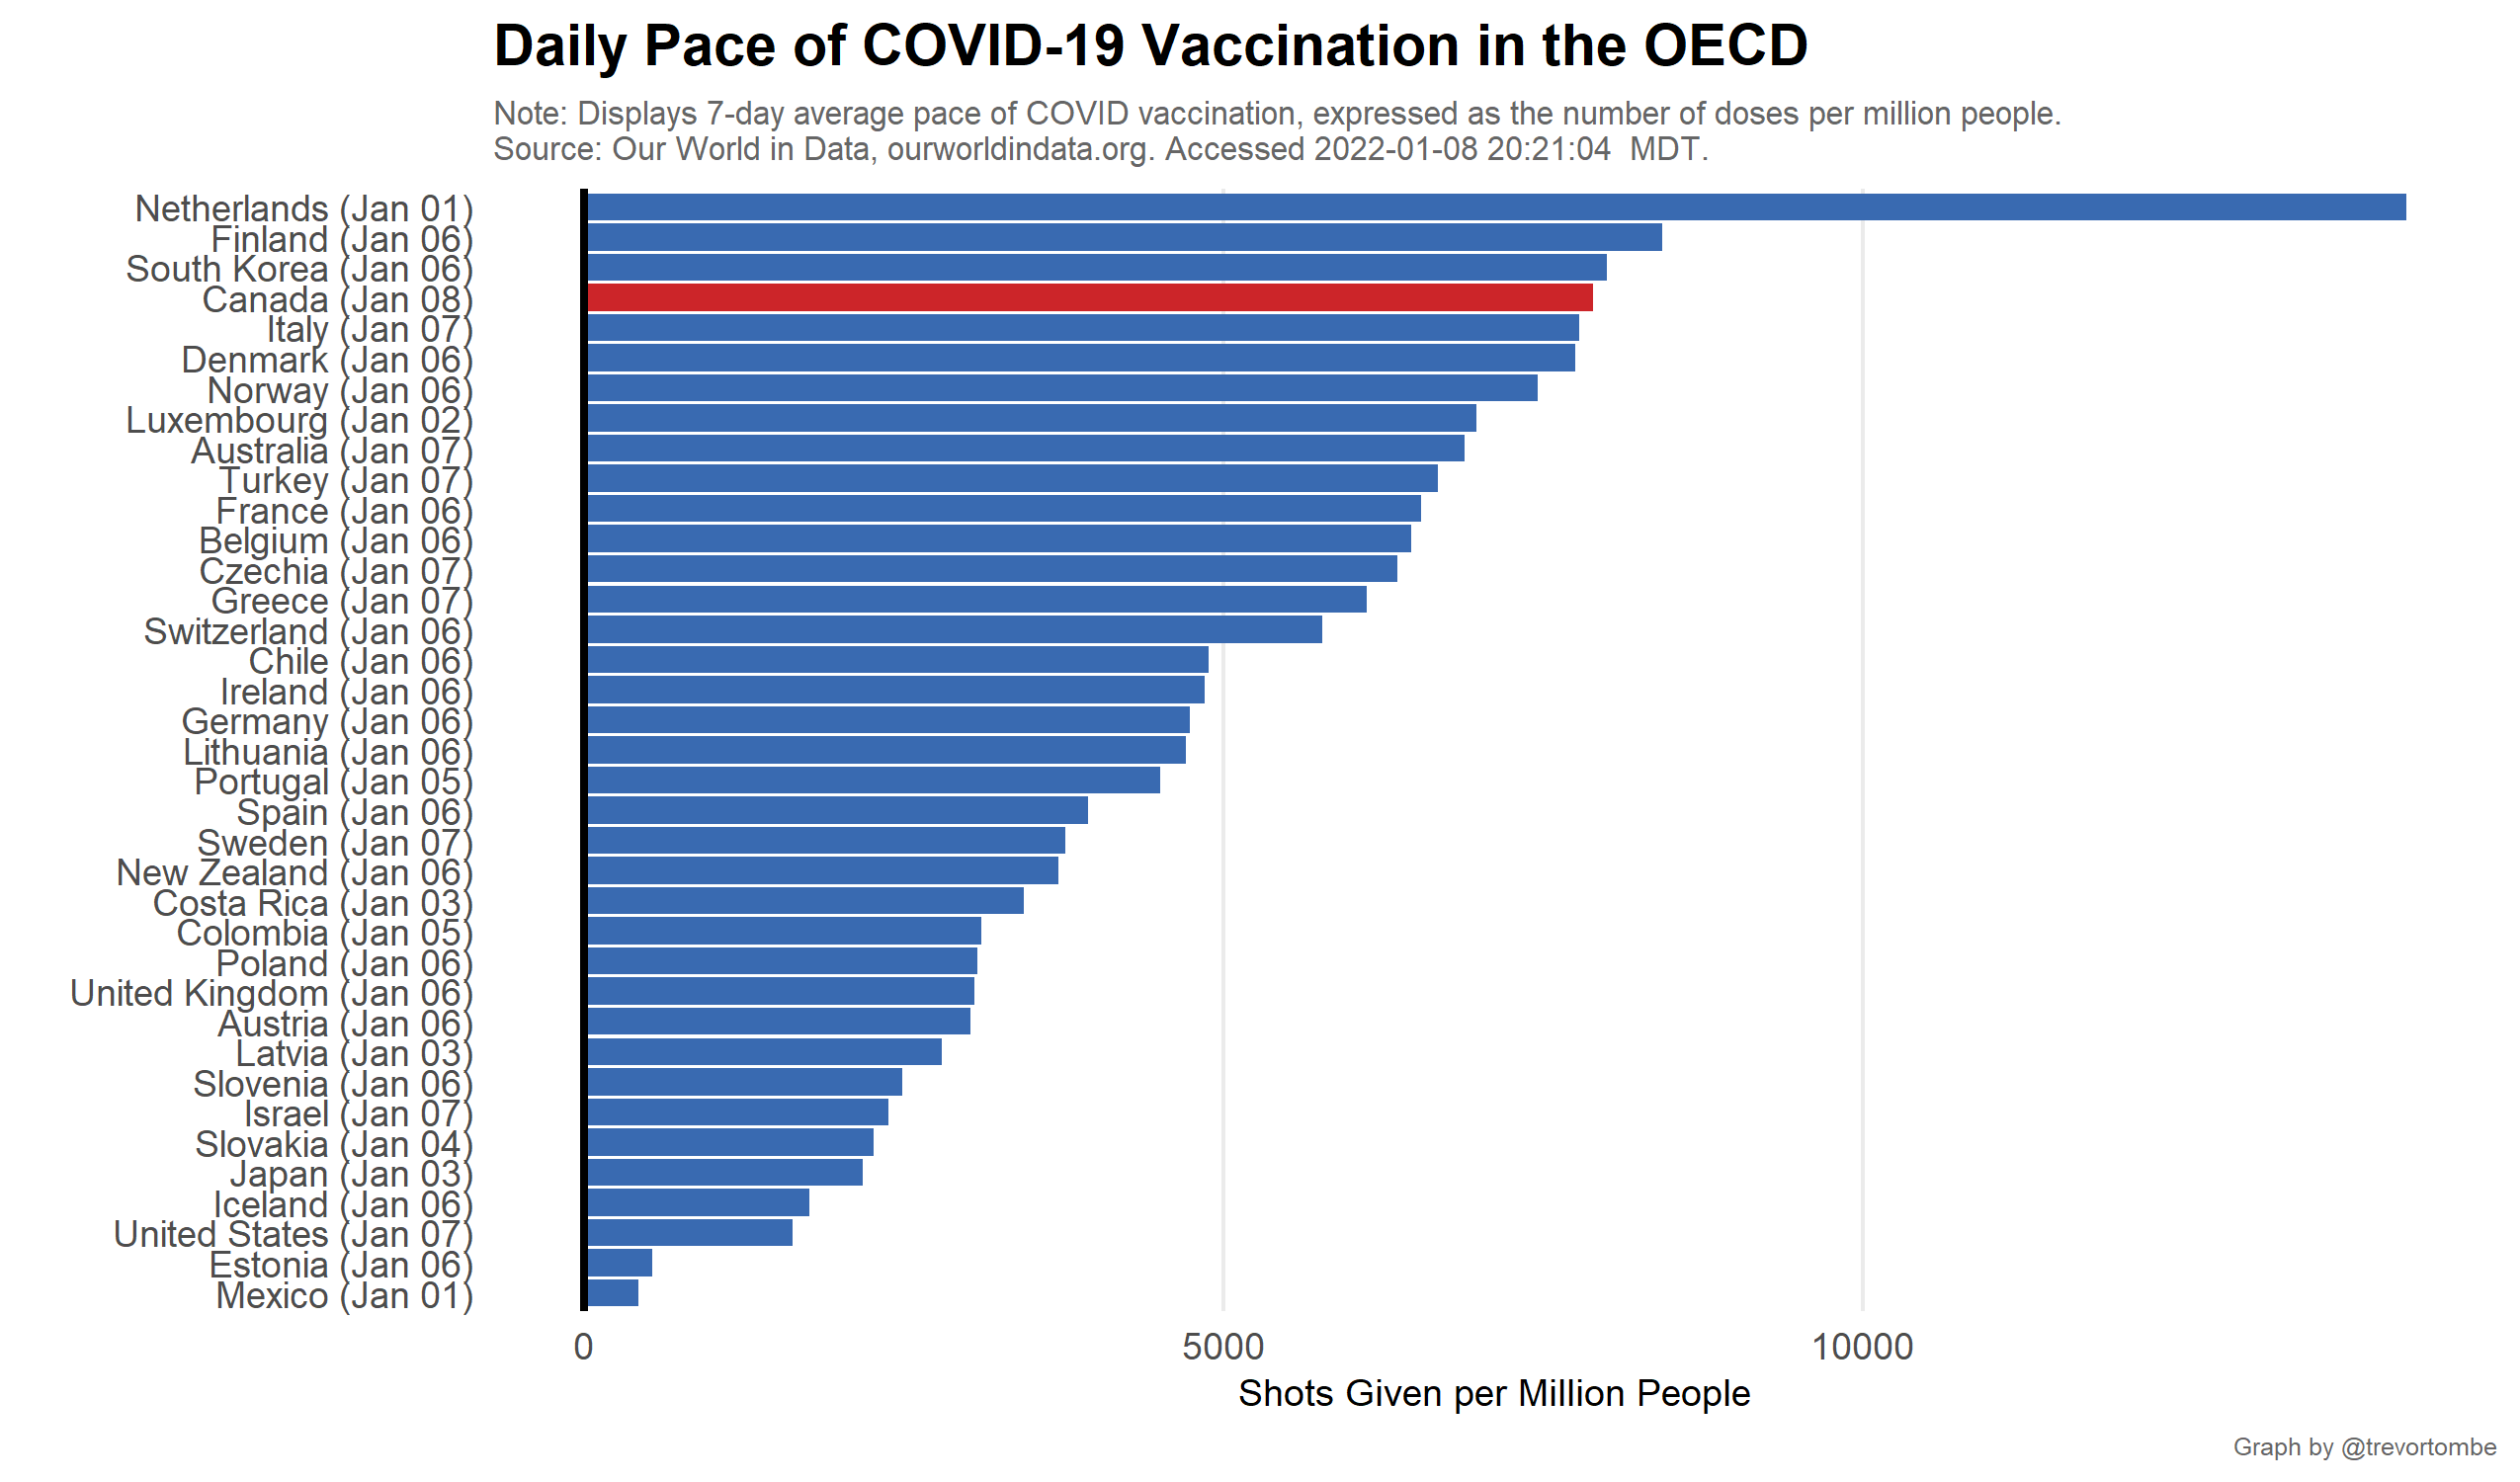 Daily Pace of COVID-19 Vaccination in the OECD
Note: Displays 7-day average pace of COVID vaccination, expressed as the number of doses per million people.
Source: Our World in Data, ourworldindata.org. Accessed 2022-01-08 20:21:04  MDT.
Netherlands (Jan 01)
Finland (Jan 06)
South Korea (Jan 06)
Canada (Jan 08)
Italy (Jan 07)
Denmark (Jan 06)
Norway (Jan 06)
Luxembourg (Jan 02)
Australia (Jan 07)
Turkey (Jan 07)
France (Jan 06)
Belgium (Jan 06)
Czechia (Jan 07)
Greece (Jan 07)
Switzerland (Jan 06)
Chile (Jan 06)
Ireland (Jan 06)
Germany (Jan 06)
Lithuania (Jan 06)
Portugal (Jan 05)
Spain (Jan 06)
Sweden (Jan 07)
New Zealand (Jan 06)
Costa Rica (Jan 03)
Colombia (Jan 05)
Poland (Jan 06)
United Kingdom (Jan 06)
Austria (Jan 06)
Latvia (Jan 03)
Slovenia (Jan 06)
Israel (Jan 07)
Slovakia (Jan 04)
Japan (Jan 03)
Iceland (Jan 06)
United States (Jan 07)
Estonia (Jan 06)
Mexico (Jan 01)
0 5000 10000
Shots Given per Million People
Graph by @trevortombe